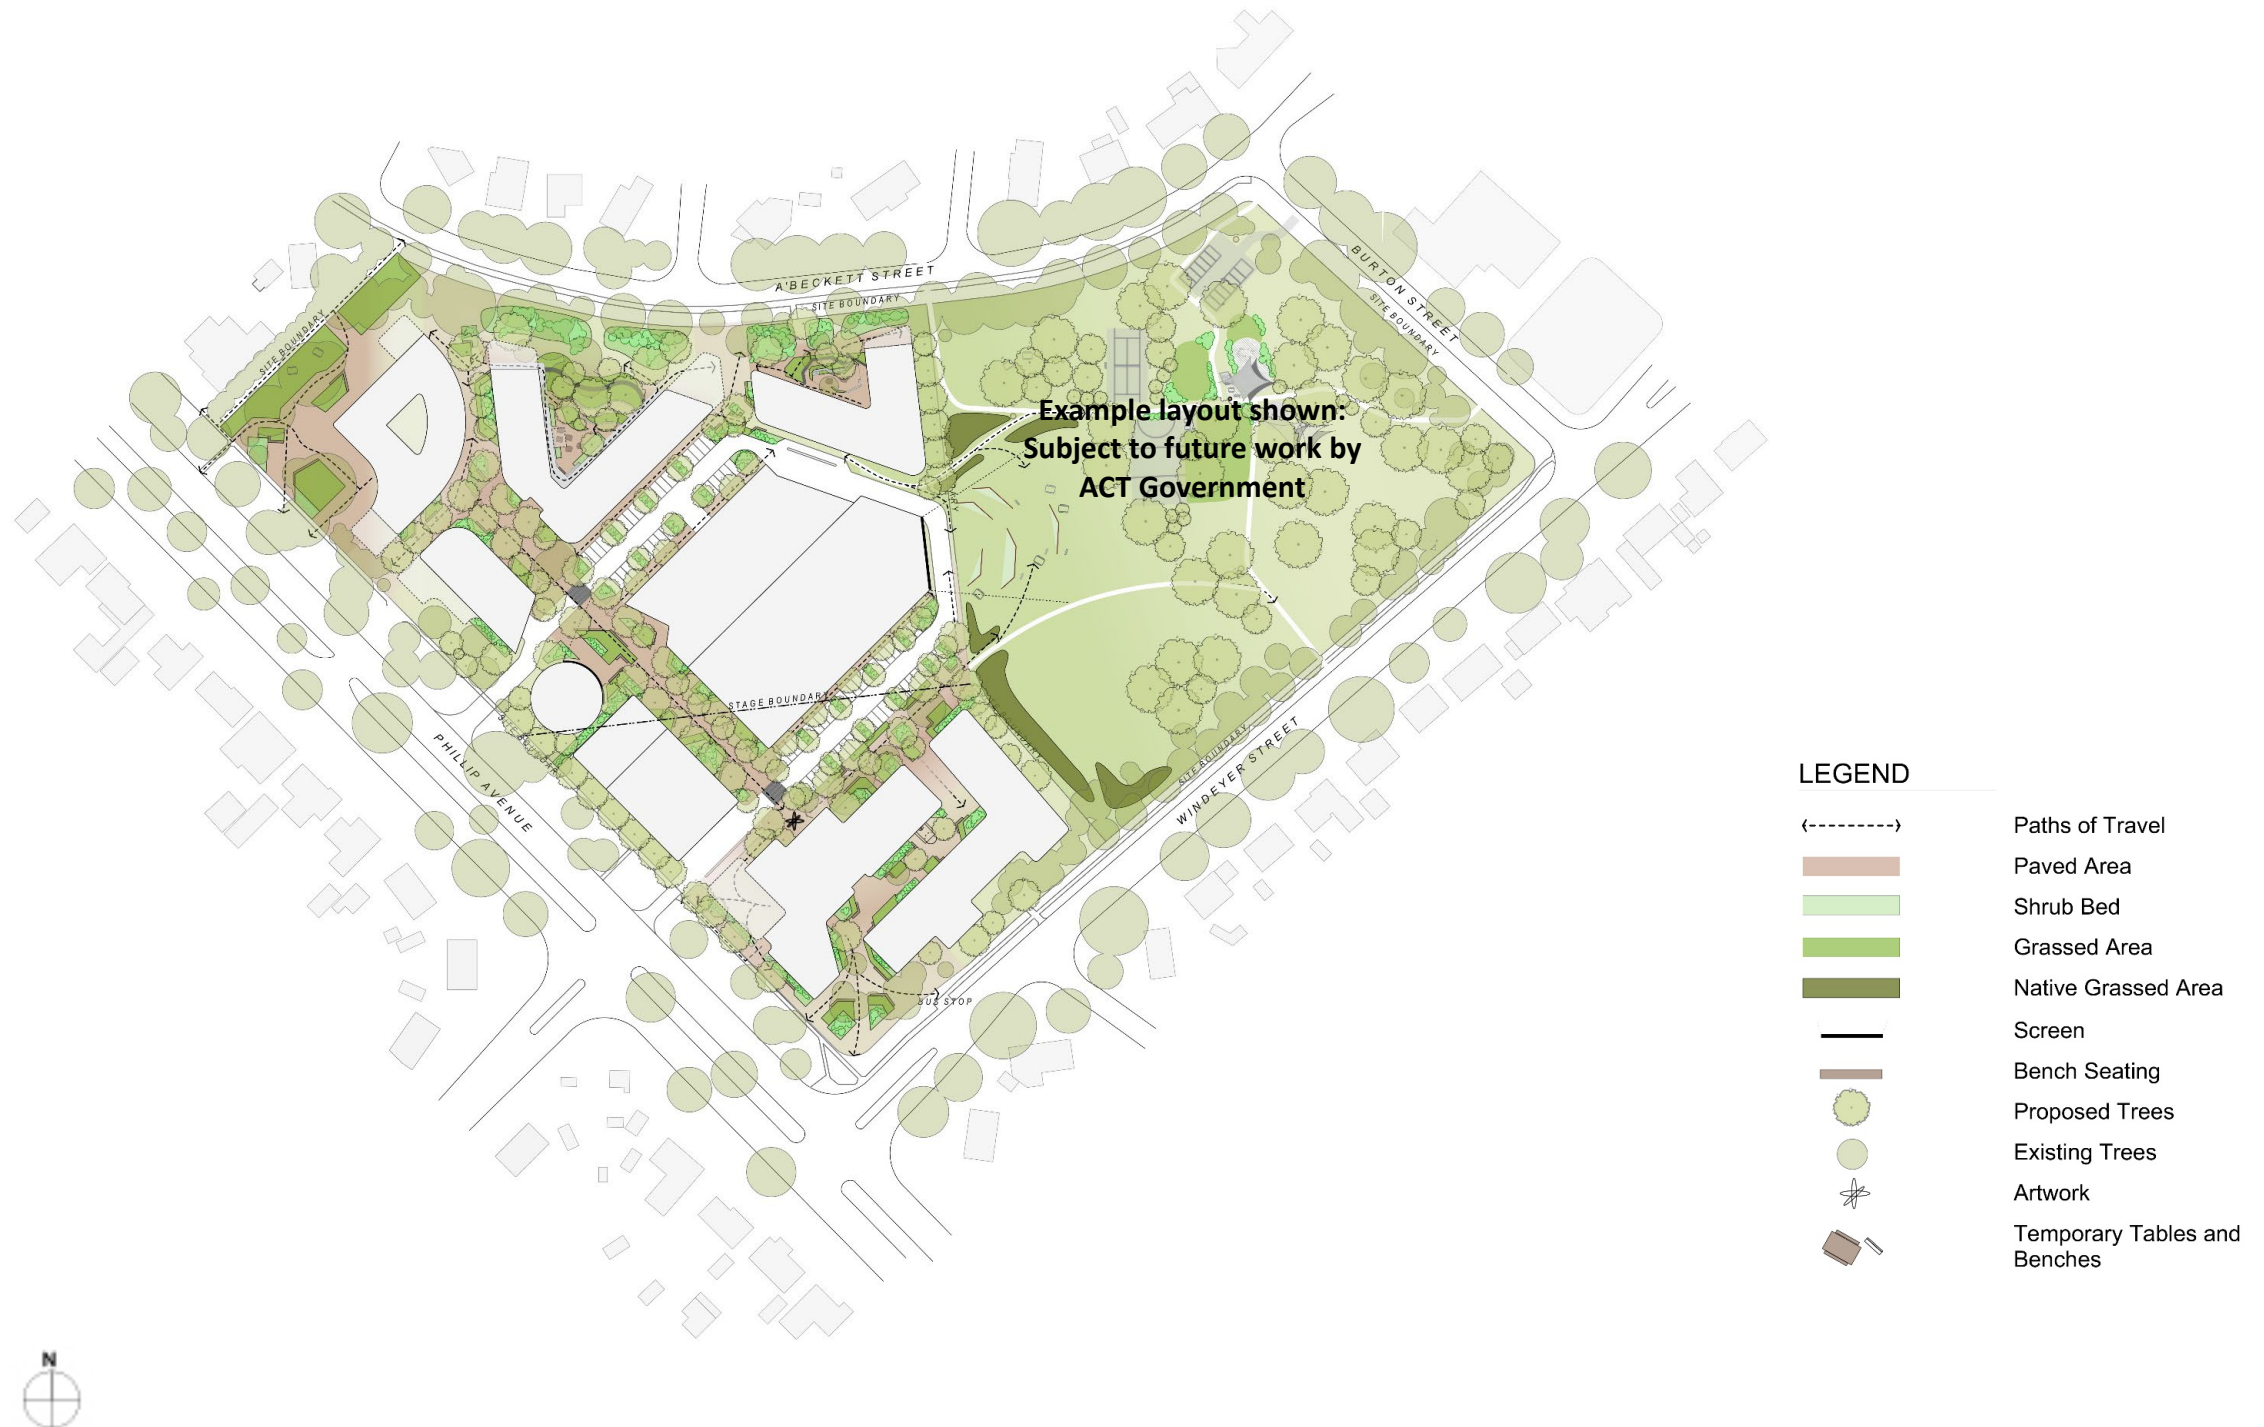 A'BECKETT STREET
SITE BOUNDARY
BURTON STREET
SITE BOUNDARY
SITE BOUNDARY
Example layout shown:
Subject to future work by
ACT Government
STAGE BOUNDARY
PHILLIP AVENUE
SITE BOUNDARY
WINDEYER STREET
BUS STOP
LEGEND
Paths of Travel
Paved Area
Shrub Bed
Grassed Area
Native Grassed Area
Screen
Bench Seating
Proposed Trees
Existing Trees
Artwork
Temporary Tables and
Benches
N